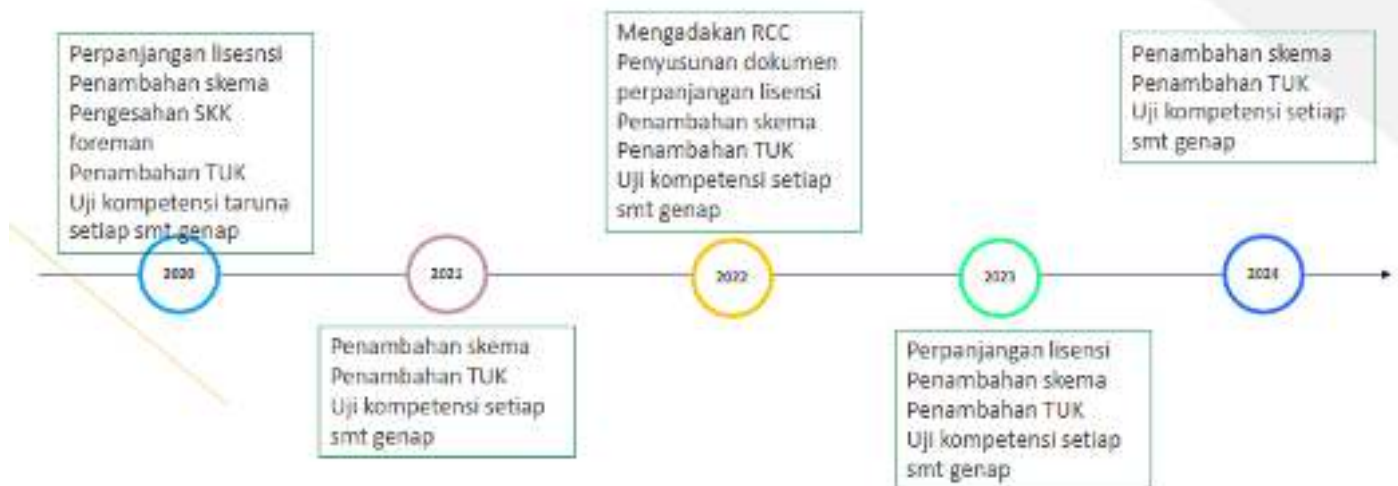 Perpanjangan lisesnsi
Penambahan skema
Pengesahan SKK
foreman
Penambahan TUK
Uji kompetensi taruna
setiap smt genap
2020
Penambahan skema
Penambahan TUK
Uji kompetensi setiap
smt genap
2021
Mengadakan RCC
Penyusunan dokumen
perpanjangan lisensi
Penambahan skema
Penambahan TUK
Uji kompetensi setiap
smt genap
2022
Perpanjangan lisensi
Penambahan skema
Penambahan TUK
Uji kompetensi setiap
smt genap
2023
Penambahan skema
Penambahan TUK
Uji kompetensi setiap
smt genap
2024